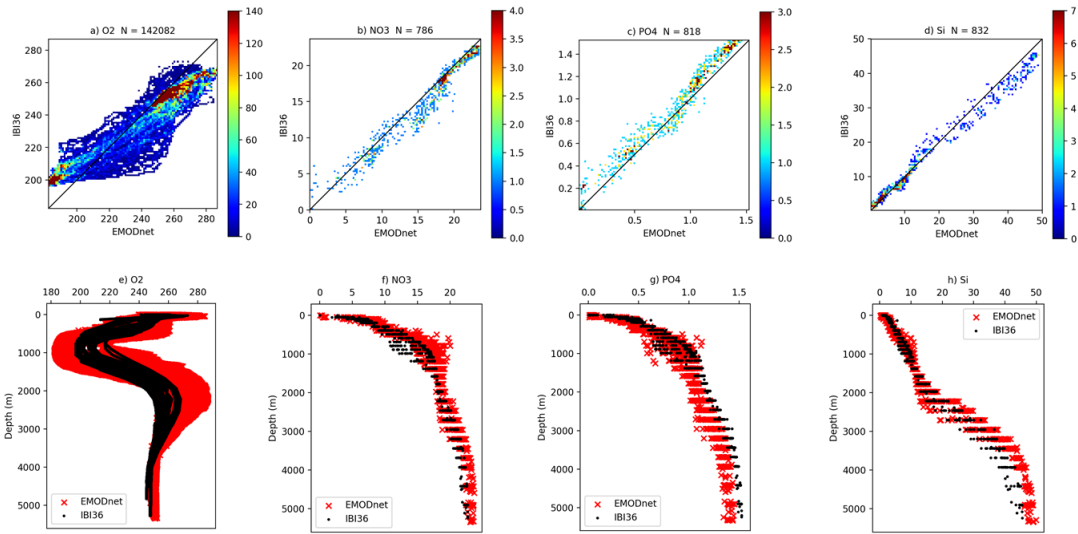 a) O2 N = 142082
280
260
240
220
200
IBI36
200 220 240 260 280
EMODnet
140
120
100
80
60
40
20
0
b) NO3 N = 786
20
15
10
5
0
IBI36
0 5 10 15 20
EMODnet
4.0
3.5
3.0
2.5
2.0
1.5
1.0
0.5
0.0
c) PO4 N = 818
1.4
1.2
1.0
0.8
0.6
0.4
0.2
IBI36
0.5 1.0 1.5
EMODnet
3.0
2.5
2.0
1.5
1.0
0.5
0.0
d) Si N = 832
50
40
30
20
10
IBI36
10 20 30 40 50
EMODnet
7
6
5
4
3
2
1
0
e) O2
180 200 220 240 260 280
0
1000
2000
3000
4000
5000
Depth (m)
EMODnet
IBI36
f) NO3
0 10 20
0
1000
2000
3000
4000
5000
Depth (m)
EMODnet
IBI36
g) PO4
0.0 0.5 1.0 1.5
0
1000
2000
3000
4000
5000
Depth (m)
EMODnet
IBI36
h) Si
0 10 20 30 40 50
0
1000
2000
3000
4000
5000
Depth (m)
EMODnet
IBI36